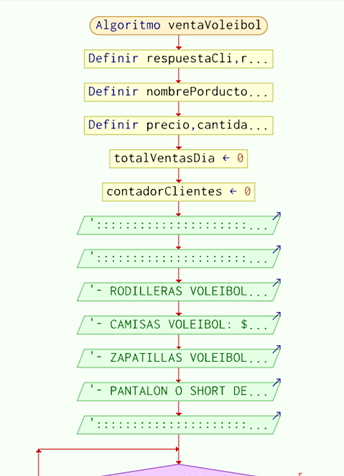 Algoritmo ventaVoleibol
Definir respuestaCli,r...
Definir nombrePorducto...
Definir precio,cantida...
totalVentasDia ← 0
contadorClientes ← 0
':::::::::::::::::::::...
':::::::::::::::::::::...
'- RODILLERAS VOLEIBOL...
'- CAMISAS VOLEIBOL: $...
'- ZAPATILLAS VOLEIBOL...
'- PANTALON O SHORT DE...
':::::::::::::::::::::...